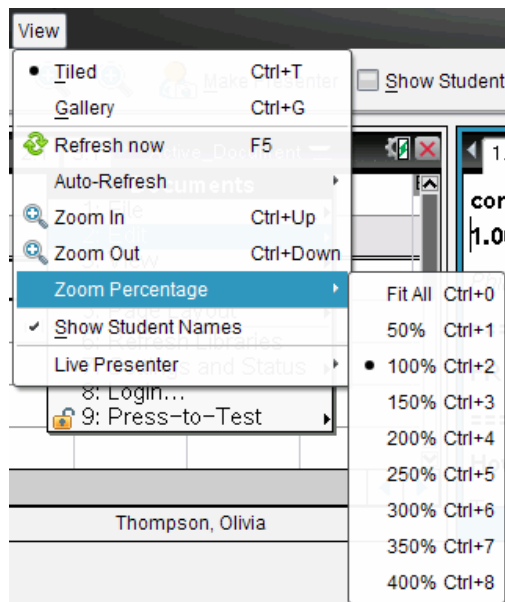 View
Tiled Ctrl+T
Make Presenter
Show Student
Gallery Ctrl+G
Refresh now F5
Auto-Refresh
Zoom In Ctrl+Up
Zoom Out Ctrl+Down
Zoom Percentage
Show Student Names
Live Presenter
8: Login...
9: Press-to-Test
Thompson, Olivia
Fit All Ctrl+0
50% Ctrl+1
100% Ctrl+2
150% Ctrl+3
200% Ctrl+4
250% Ctrl+5
300% Ctrl+6
350% Ctrl+7
400% Ctrl+8